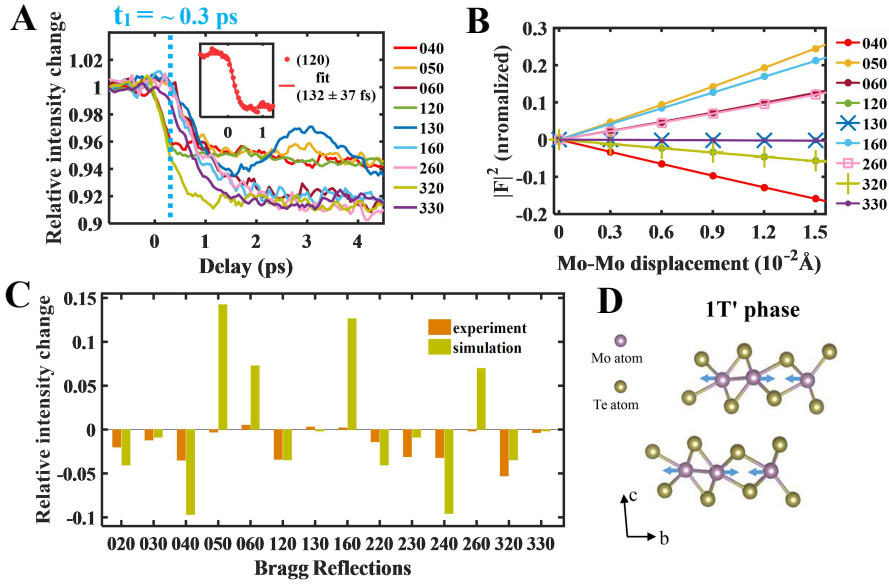 A
t₁ = ~ 0.3 ps
Relative intensity change
1.02
1
0.98
0.96
0.94
0.92
0.9
0
1
2
3
4
Delay (ps)
(120)
fit
(132 ± 37 fs)
0
1
040
050
060
120
130
160
260
320
330
B
|F|² (nromalized)
0.3
0.2
0.1
0
-0.1
-0.2
0
0.3
0.6
0.9
1.2
1.5
Mo-Mo displacement (10⁻²Å)
040
050
060
120
130
160
260
320
330
C
Relative intensity change
0.15
0.1
0.05
0
-0.05
-0.1
experiment
simulation
020 030 040 050 060 120 130 160 220 230 240 260 320 330
Bragg Reflections
D
1T' phase
Mo atom
Te atom
c
b